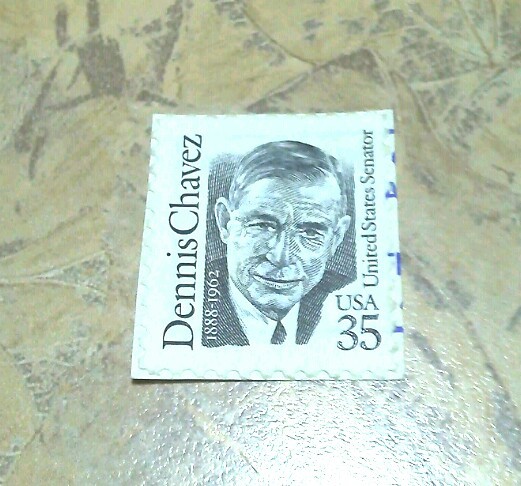 Dennis Chavez
1888-1962
United States Senator
USA
35